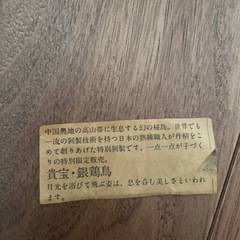 中国奥地の高山帯に生息する幻の秘鳥。世界でも
一流の剥製技術を持つ日本の熟練職人が丹精をこ
めて創りあげた特別剥製です。一点一点が手づく
りの特別限定販売。
貴宝・銀鶏鳥
月光を浴びて飛ぶ姿は、息を呑む美しさといわれ
ます。